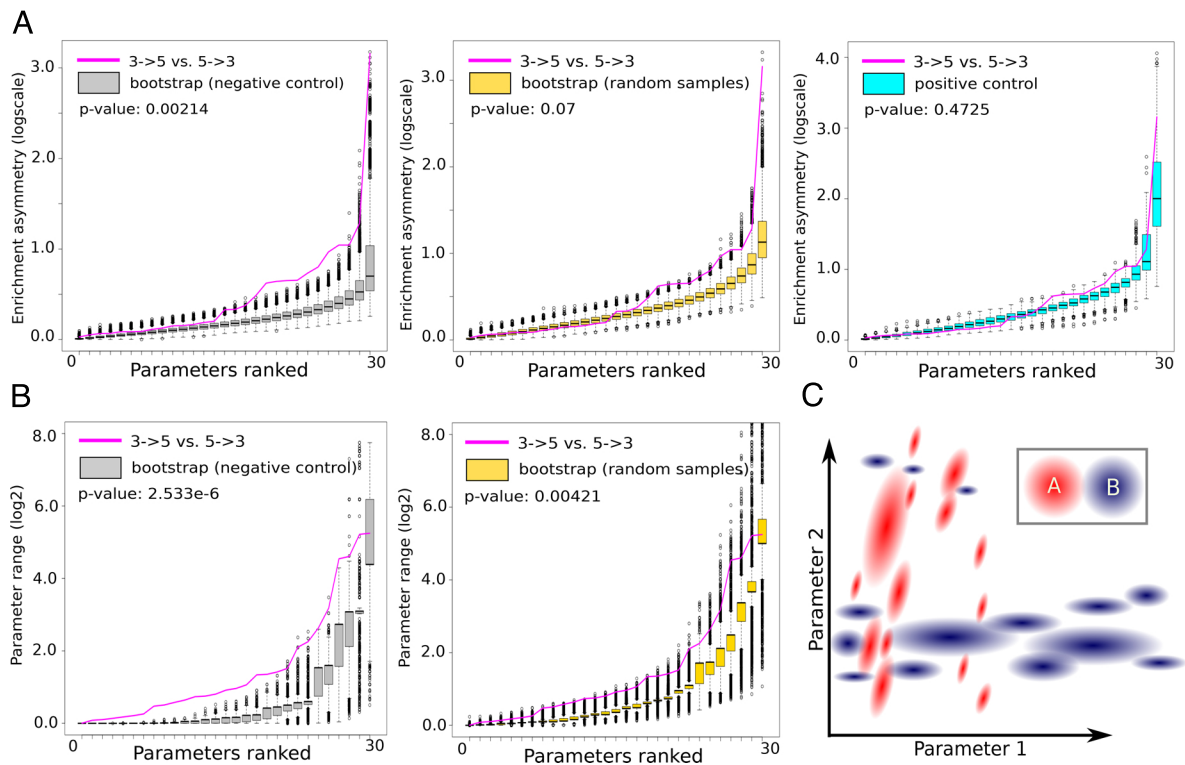 A
Enrichment asymmetry (logscale)
3.0
2.0
1.0
0.0
3->5 vs. 5->3
bootstrap (negative control)
p-value: 0.00214
0
30
Parameters ranked
Enrichment asymmetry (logscale)
3.0
2.0
1.0
0.0
3->5 vs. 5->3
bootstrap (random samples)
p-value: 0.07
0
30
Parameters ranked
Enrichment asymmetry (logscale)
4.0
3.0
2.0
1.0
0.0
3->5 vs. 5->3
positive control
p-value: 0.4725
0
30
Parameters ranked
B
Parameter range (log2)
8.0
6.0
4.0
2.0
0.0
3->5 vs. 5->3
bootstrap (negative control)
p-value: 2.533e-6
0
30
Parameters ranked
Parameter range (log2)
8.0
6.0
4.0
2.0
0.0
3->5 vs. 5->3
bootstrap (random samples)
p-value: 0.00421
0
30
Parameters ranked
C
Parameter 2
A
B
Parameter 1